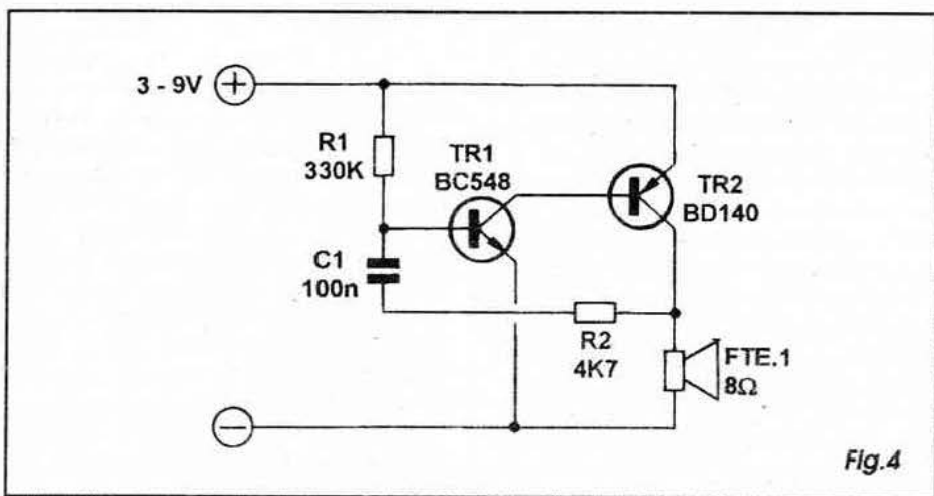 3 - 9V
+
R1
330K
TR1
BC548
TR2
BD140
C1
100n
R2
4K7
FTE.1
8Ω
−
Fig.4